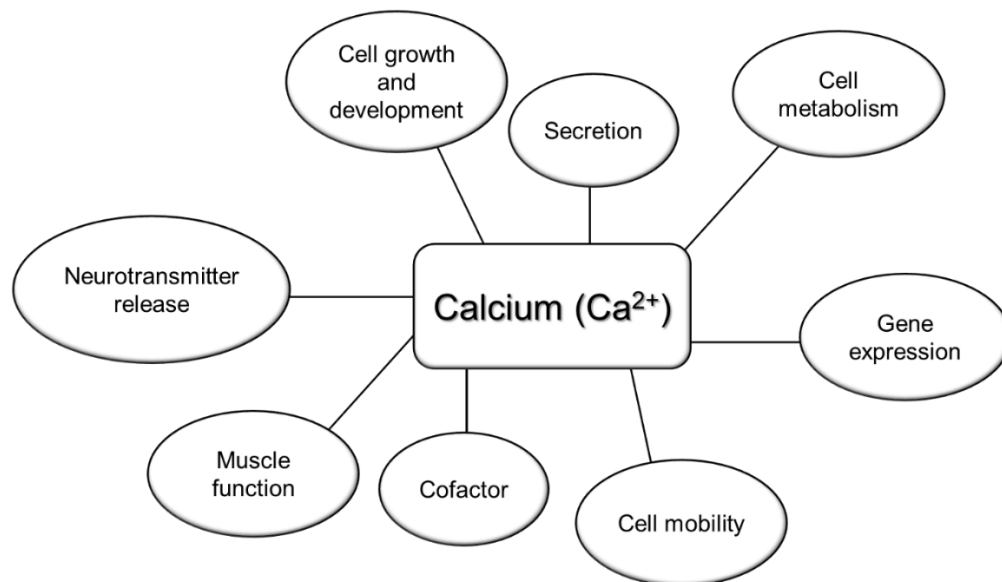 Cell growth
and
development
Secretion
Cell
metabolism
Neurotransmitter
release
Calcium (Ca²⁺)
Gene
expression
Muscle
function
Cofactor
Cell mobility